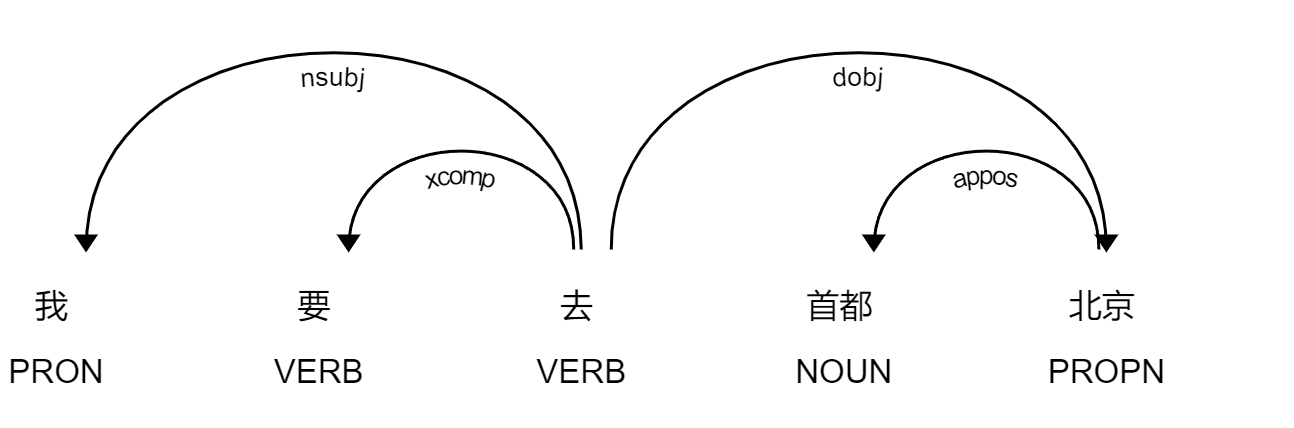 nsubj dobj
xcomp appos
我 要 去 首都 北京
PRON VERB VERB NOUN PROPN